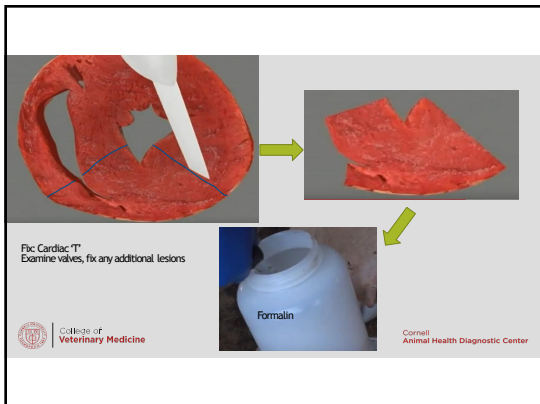 Fix: Cardiac 'T'
Examine valves, fix any additional lesions
Formalin
College of
Veterinary Medicine
Cornell
Animal Health Diagnostic Center